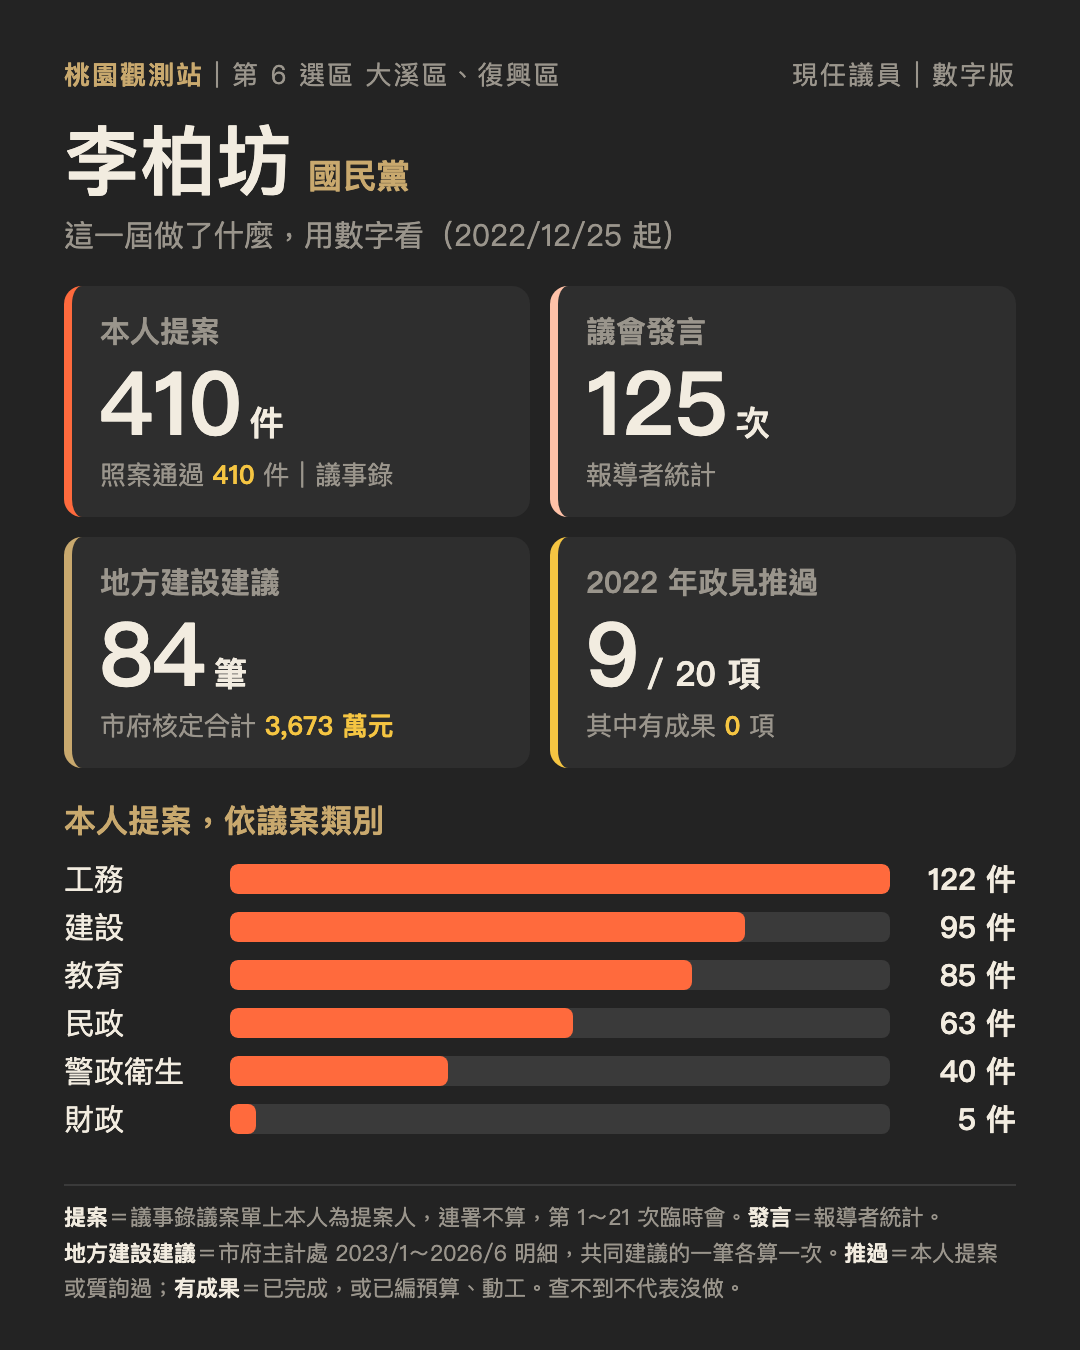 桃園觀測站｜第 6 選區 大溪區、復興區
現任議員｜數字版
李柏坊 國民黨
這一屆做了什麼，用數字看（2022/12/25 起）
本人提案
410 件
照案通過 410 件｜議事錄
議會發言
125 次
報導者統計
地方建設建議
84 筆
市府核定合計 3,673 萬元
2022 年政見推過
9 / 20 項
其中有成果 0 項
本人提案，依議案類別
工務 122 件
建設 95 件
教育 85 件
民政 63 件
警政衛生 40 件
財政 5 件
提案＝議事錄議案單上本人為提案人，連署不算，第 1～21 次臨時會。發言＝報導者統計。
地方建設建議＝市府主計處 2023/1～2026/6 明細，共同建議的一筆各算一次。推過＝本人提案
或質詢過；有成果＝已完成，或已編預算、動工。查不到不代表沒做。